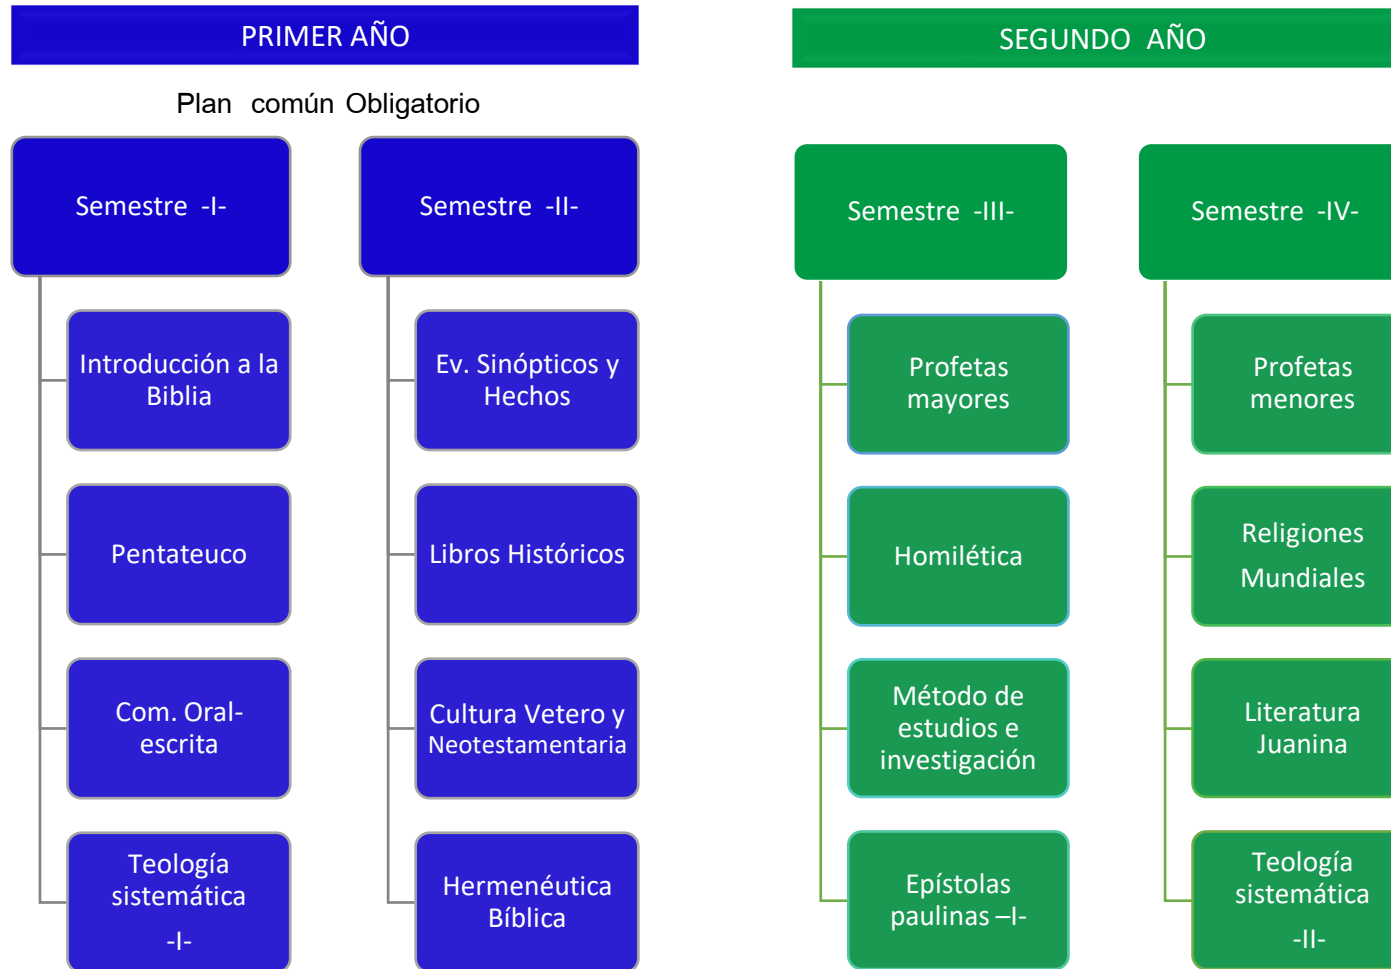 PRIMER AÑO
Plan común Obligatorio
Semestre -I-
Introducción a la
Biblia
Pentateuco
Com. Oral-
escrita
Teología
sistemática
-I-
Semestre -II-
Ev. Sinópticos y
Hechos
Libros Históricos
Cultura Vetero y
Neotestamentaria
Hermenéutica
Bíblica
SEGUNDO AÑO
Semestre -III-
Profetas
mayores
Homilética
Método de
estudios e
investigación
Epístolas
paulinas –I-
Semestre -IV-
Profetas
menores
Religiones
Mundiales
Literatura
Juanina
Teología
sistemática
-II-